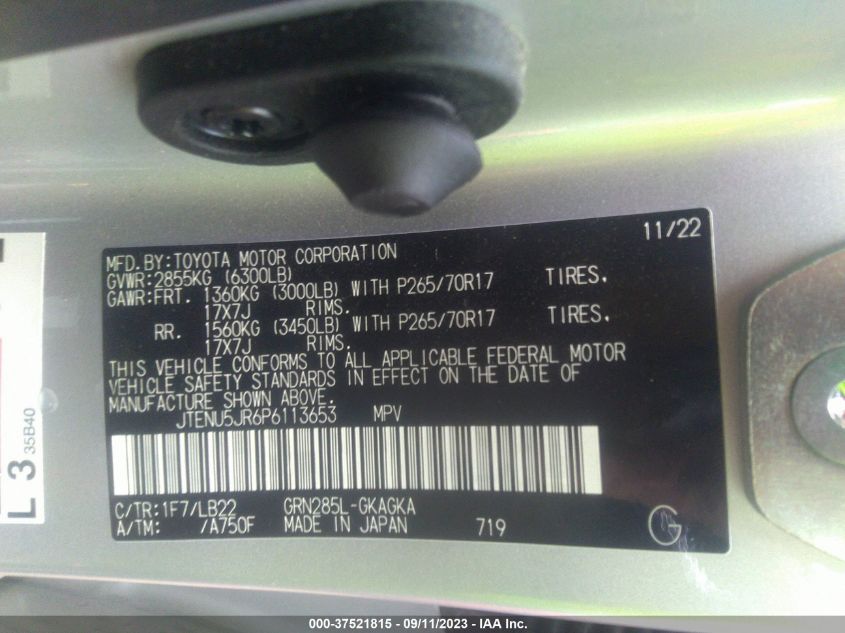 11/22
MFD.BY:TOYOTA MOTOR CORPORATION
GVWR:2855KG (6300LB)
GAWR:FRT. 1360KG (3000LB) WITH P265/70R17 TIRES.
17X7J RIMS.
RR. 1560KG (3450LB) WITH P265/70R17 TIRES.
17X7J RIMS.
THIS VEHICLE CONFORMS TO ALL APPLICABLE FEDERAL MOTOR
VEHICLE SAFETY STANDARDS IN EFFECT ON THE DATE OF
MANUFACTURE SHOWN ABOVE.
JTENU5JR6P6113653 MPV
C/TR:1F7/LB22 GRN285L-GKAGKA
A/TM: /A750F MADE IN JAPAN 719
G
L 3 35B40
000-37521815 - 09/11/2023 - IAA Inc.